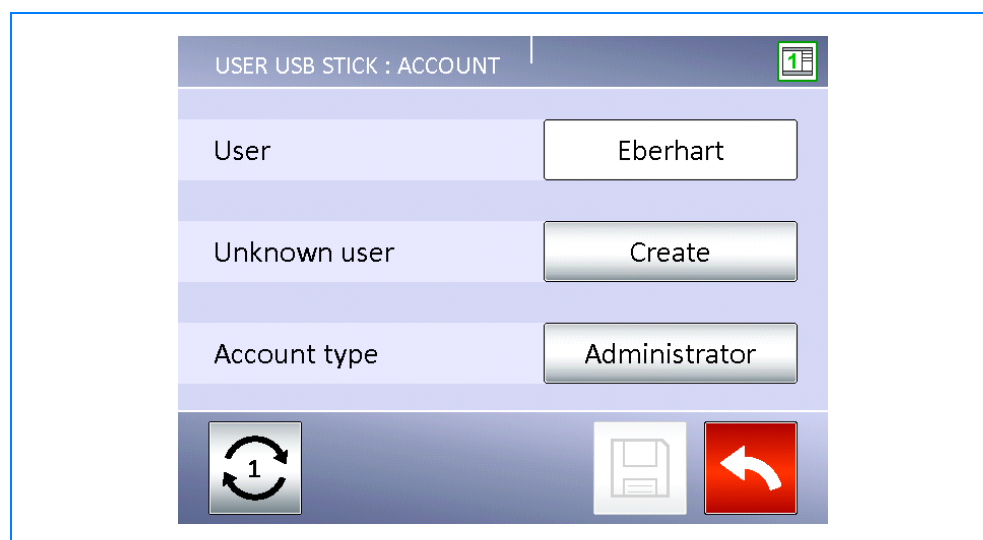 USER USB STICK : ACCOUNT
1
User
Eberhart
Unknown user
Create
Account type
Administrator
1